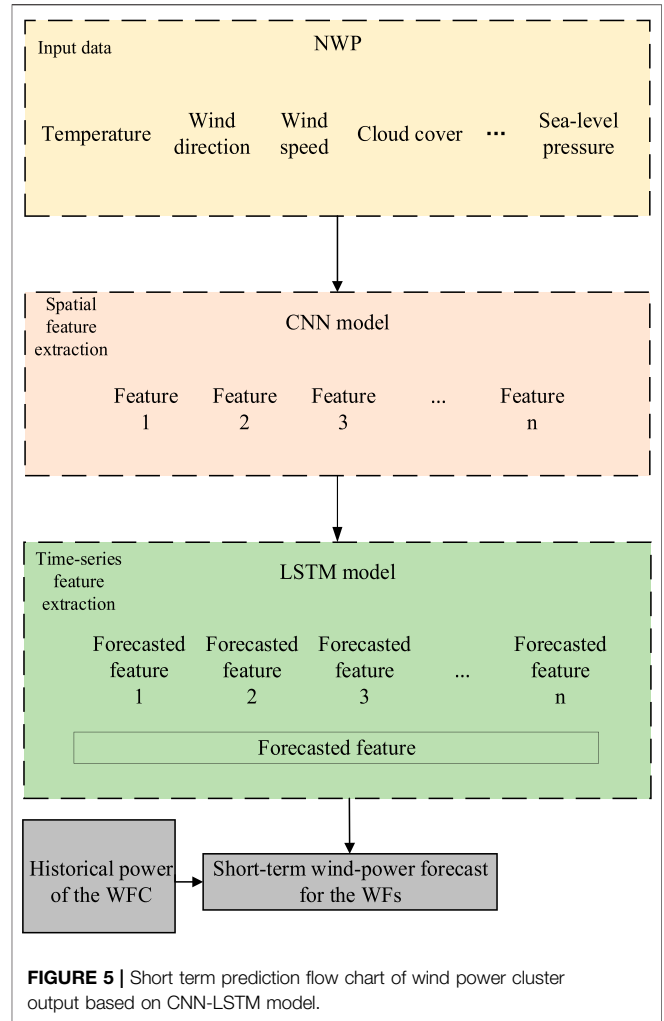 Input data
NWP
Temperature
Wind
direction
Wind
speed
Cloud cover
...
Sea-level
pressure
Spatial
feature
extraction
CNN model
Feature
1
Feature
2
Feature
3
...
Feature
n
Time-series
feature
extraction
LSTM model
Forecasted
feature
1
Forecasted
feature
2
Forecasted
feature
3
...
Forecasted
feature
n
Forecasted feature
Historical power
of the WFC
Short-term wind-power forecast
for the WFs
FIGURE 5 | Short term prediction flow chart of wind power cluster
output based on CNN-LSTM model.